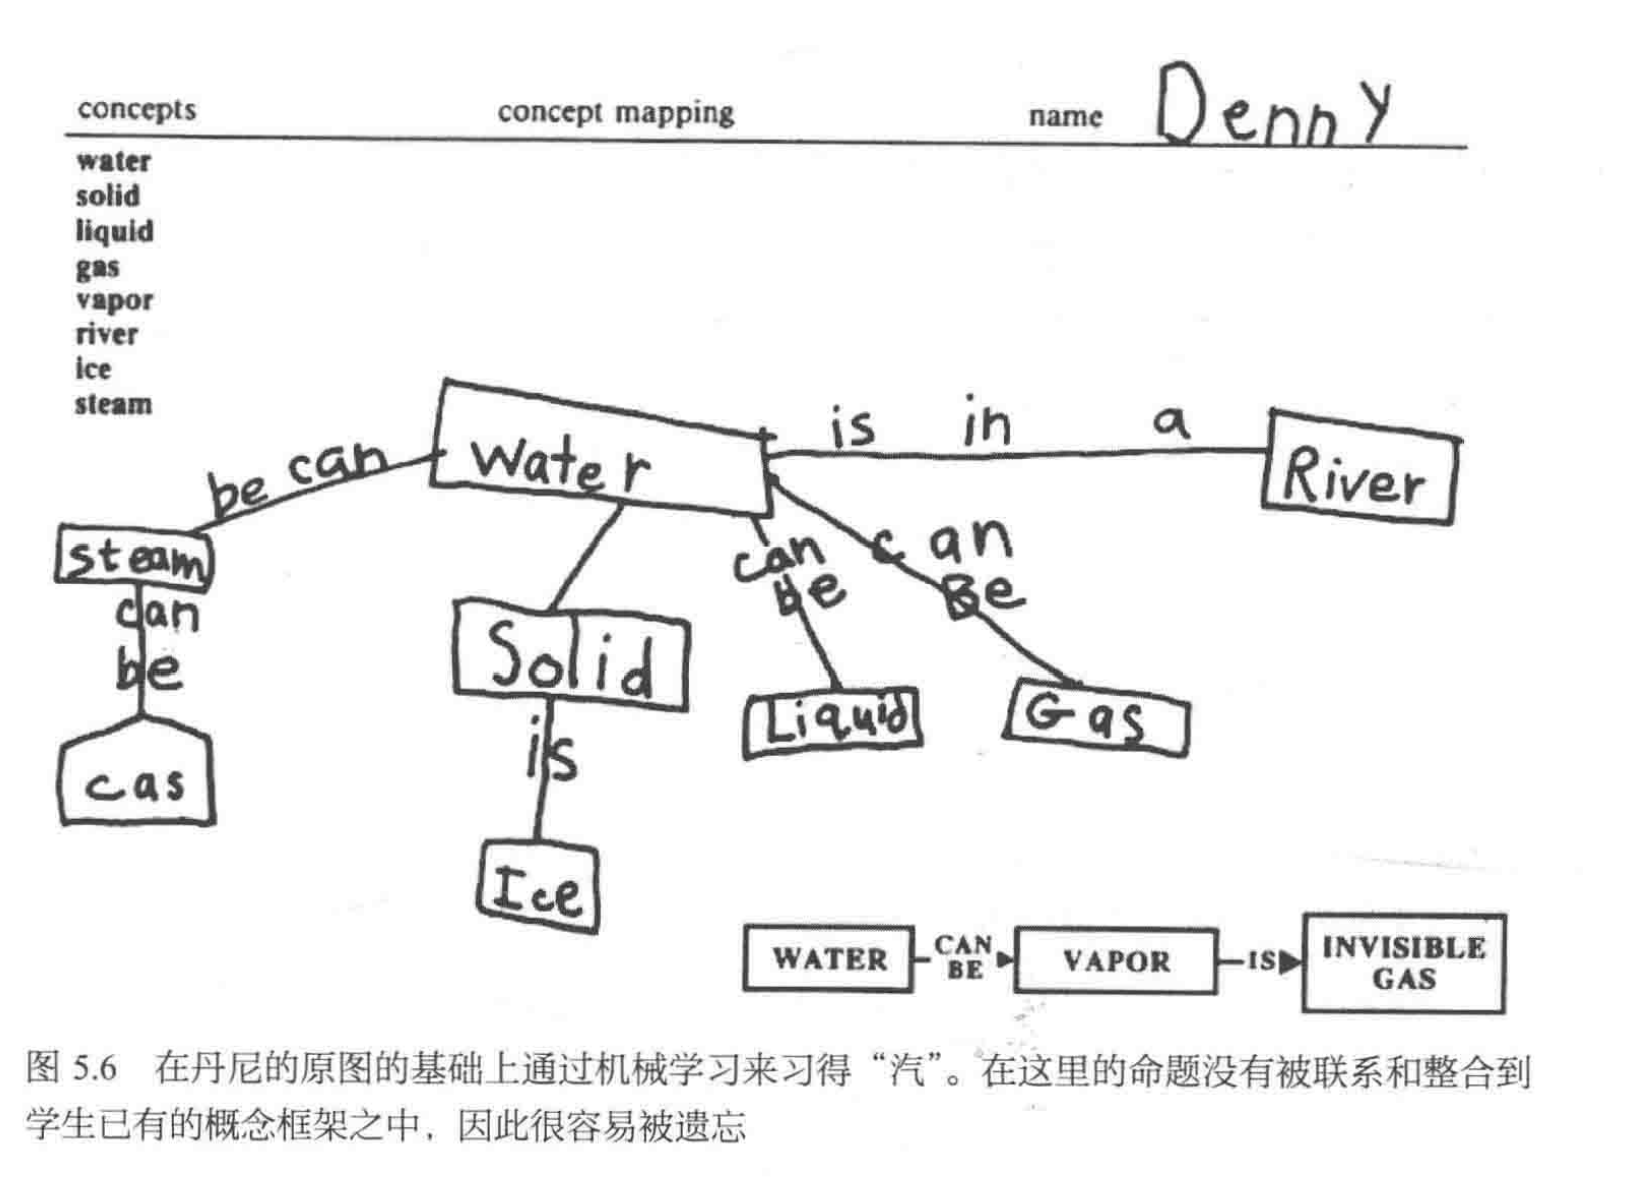 concepts concept mapping name Denny
water
solid
liquid
gas
vapor
river
ice
steam
is in a
Water
River
be can
steam
can
be
can
Be
can
be
Solid
Liquid
Gas
is
cas
Ice
WATER CAN BE VAPOR IS INVISIBLE GAS
图 5.6 在丹尼的原图的基础上通过机械学习来习得“汽”。在这里的命题没有被联系和整合到
学生已有的概念框架之中，因此很容易被遗忘